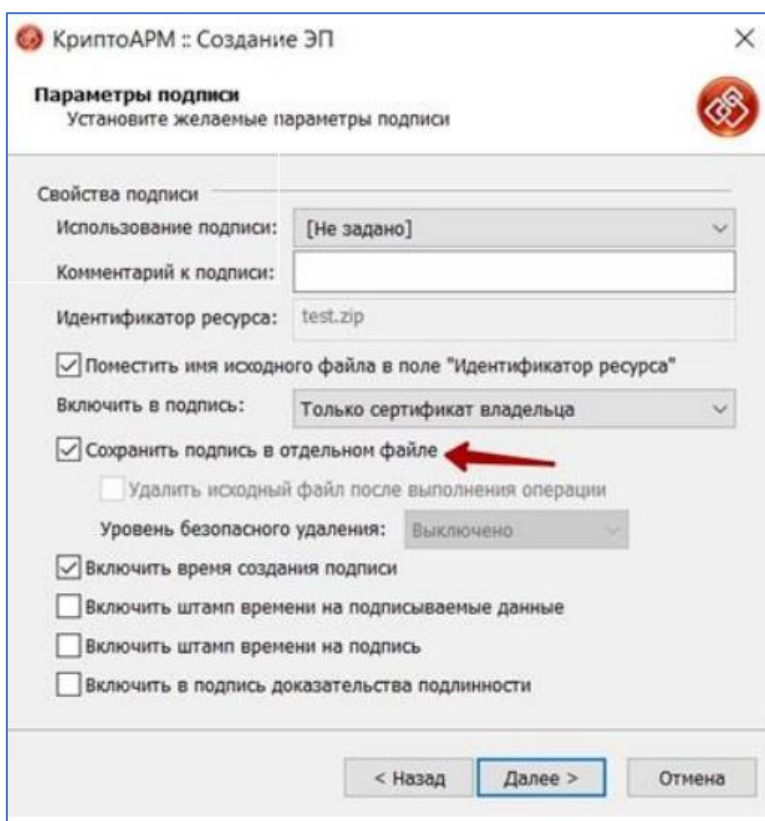 КриптоАРМ :: Создание ЭП
Параметры подписи
Установите желаемые параметры подписи
Свойства подписи
Использование подписи: [Не задано]
Комментарий к подписи:
Идентификатор ресурса: test.zip
Поместить имя исходного файла в поле "Идентификатор ресурса"
Включить в подпись: Только сертификат владельца
Сохранить подпись в отдельном файле
Удалить исходный файл после выполнения операции
Уровень безопасного удаления: Выключено
Включить время создания подписи
Включить штамп времени на подписываемые данные
Включить штамп времени на подпись
Включить в подпись доказательства подлинности
< Назад Далее > Отмена